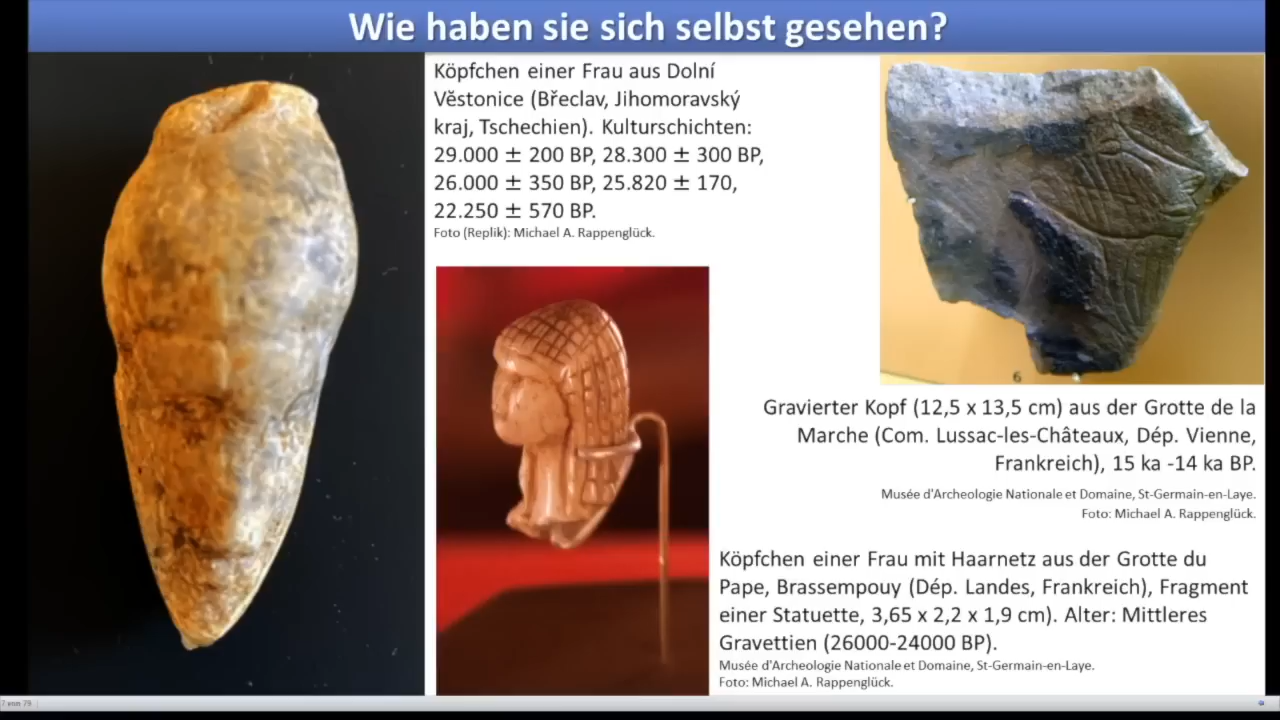 Wie haben sie sich selbst gesehen?
Köpfchen einer Frau aus Dolní
Věstonice (Břeclav, Jihomoravský
kraj, Tschechien). Kulturschichten:
29.000 ± 200 BP, 28.300 ± 300 BP,
26.000 ± 350 BP, 25.820 ± 170,
22.250 ± 570 BP.
Foto (Replik): Michael A. Rappenglück.
6
Gravierter Kopf (12,5 x 13,5 cm) aus der Grotte de la
Marche (Com. Lussac-les-Châteaux, Dép. Vienne,
Frankreich), 15 ka -14 ka BP.
Musée d'Archeologie Nationale et Domaine, St-Germain-en-Laye.
Foto: Michael A. Rappenglück.
Köpfchen einer Frau mit Haarnetz aus der Grotte du
Pape, Brassempouy (Dép. Landes, Frankreich), Fragment
einer Statuette, 3,65 x 2,2 x 1,9 cm). Alter: Mittleres
Gravettien (26000-24000 BP).
Musée d'Archeologie Nationale et Domaine, St-Germain-en-Laye.
Foto: Michael A. Rappenglück.
7 von 79